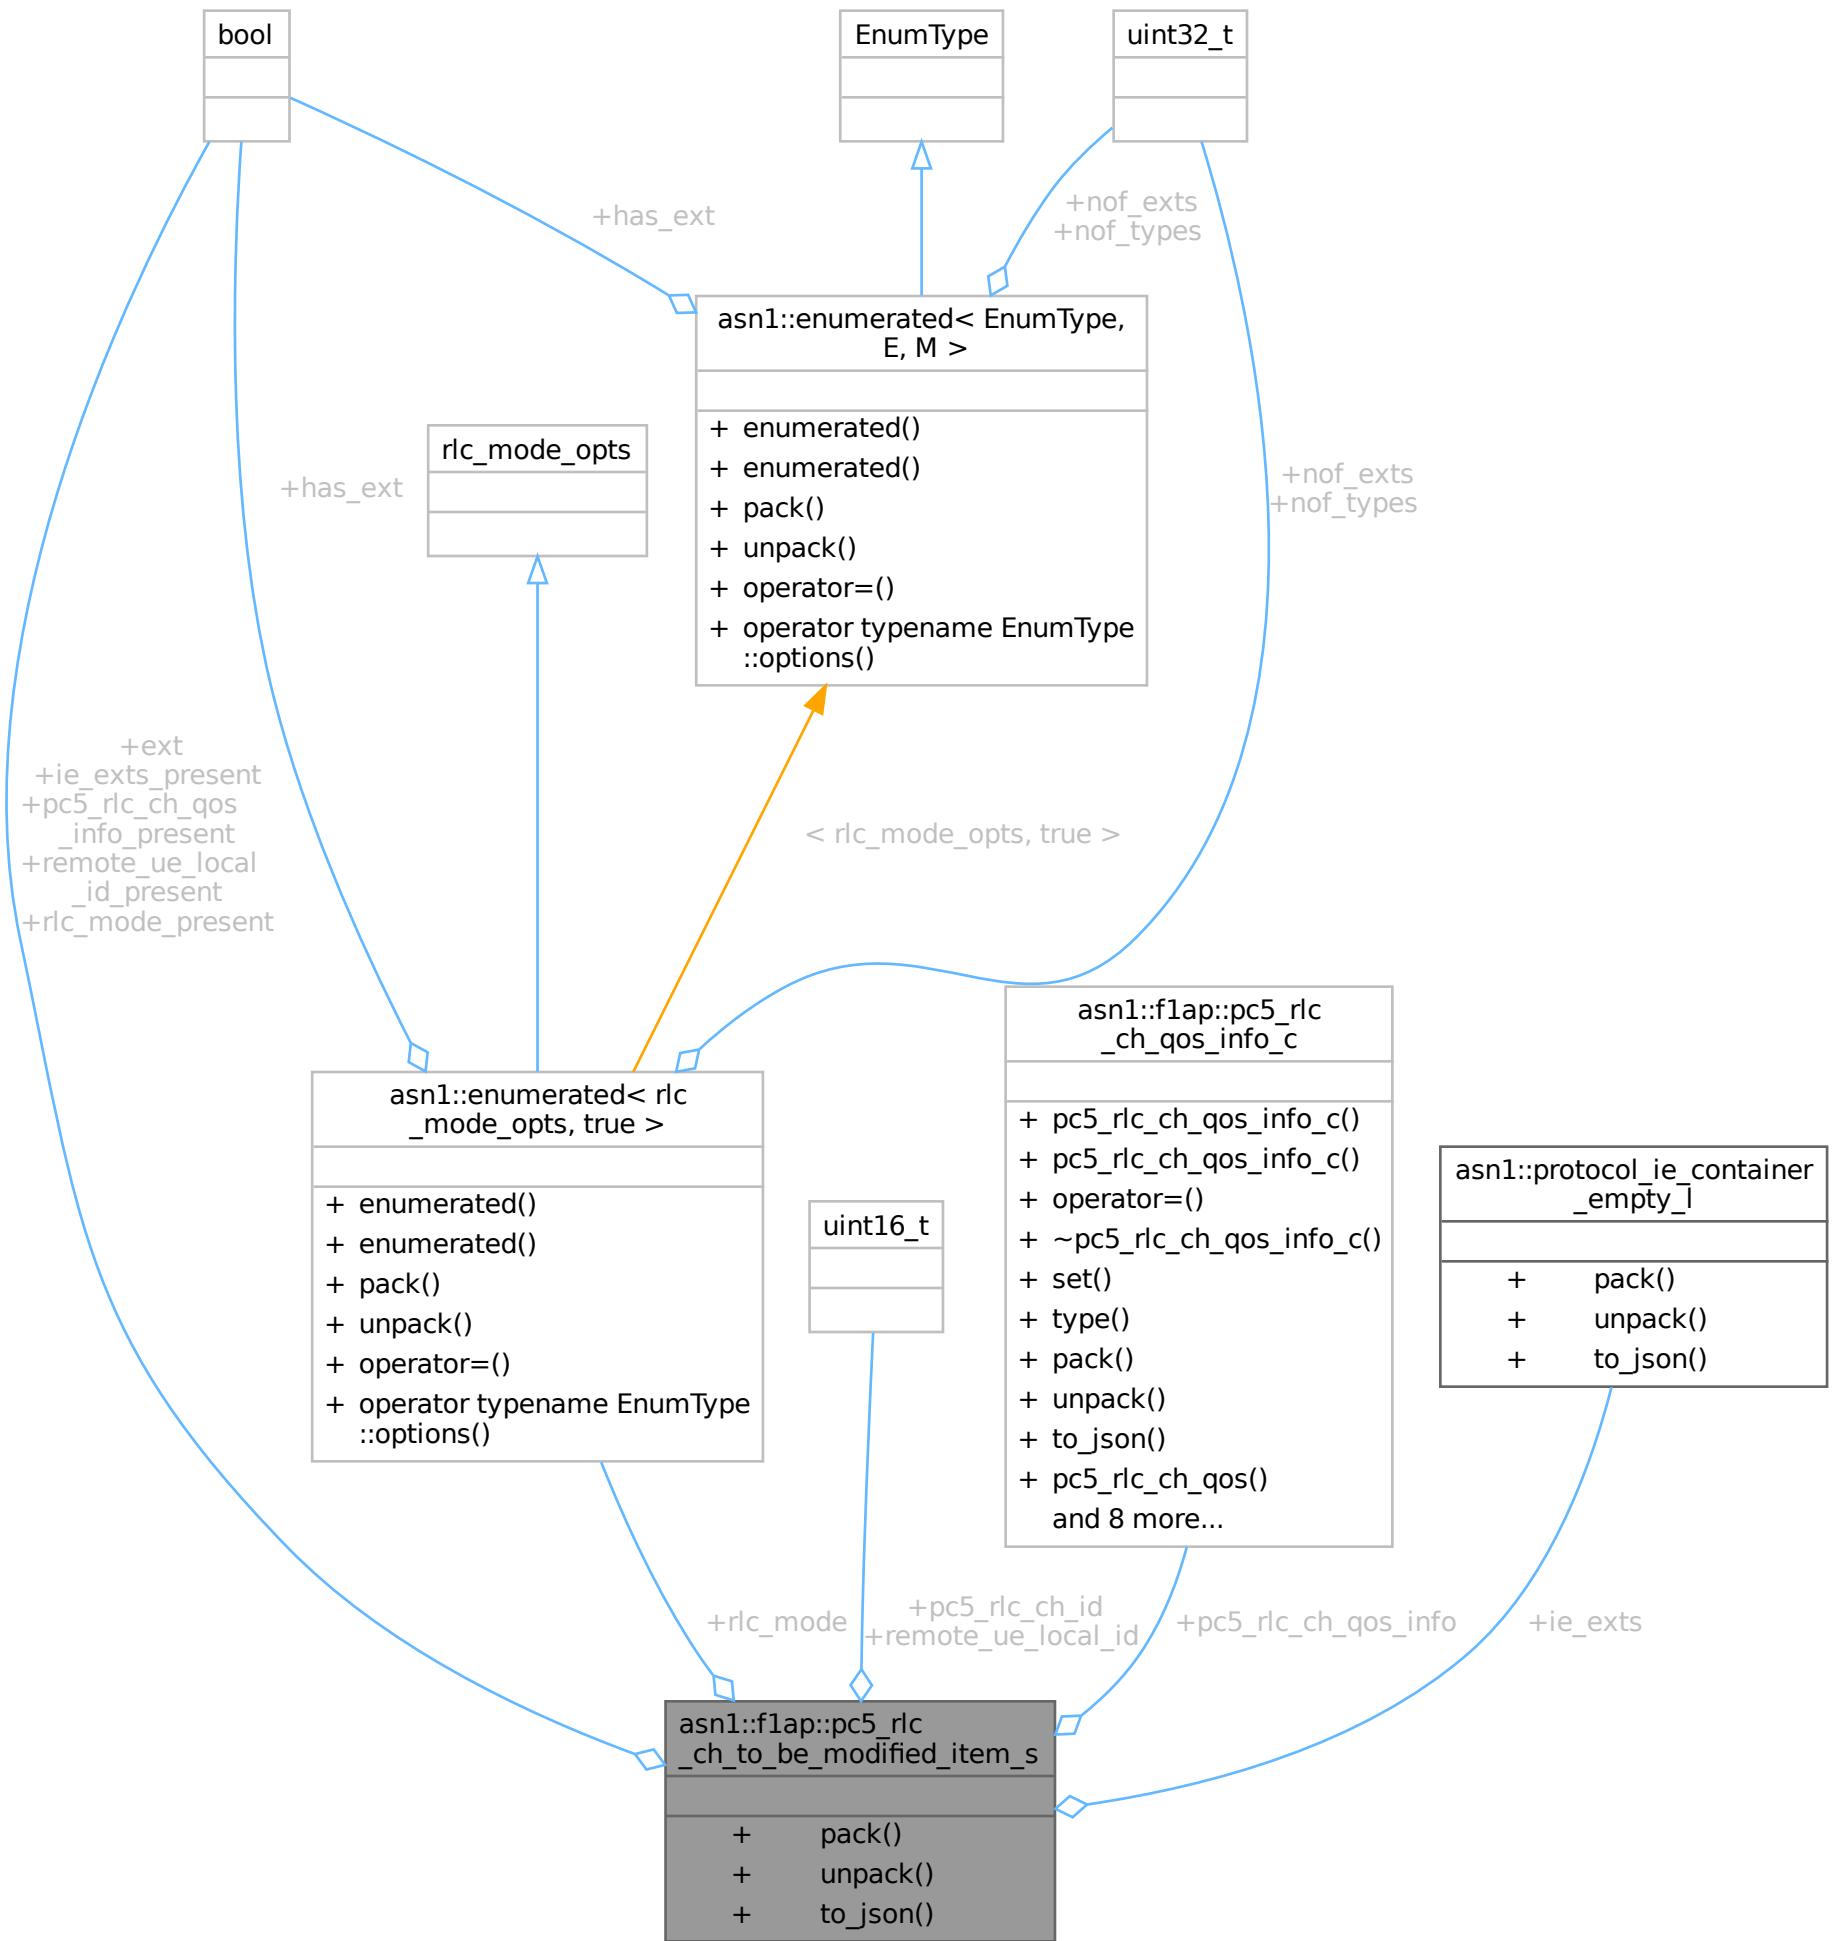 bool
EnumType
uint32_t
+has_ext
+nof_exts
+nof_types
asn1::enumerated< EnumType,
E, M >
+ enumerated()
+ enumerated()
+ pack()
+ unpack()
+ operator=()
+ operator typename EnumType
::options()
rlc_mode_opts
+has_ext
+nof_exts
+nof_types
+ext
+ie_exts_present
+pc5_rlc_ch_qos
_info_present
+remote_ue_local
_id_present
+rlc_mode_present
< rlc_mode_opts, true >
asn1::enumerated< rlc
_mode_opts, true >
+ enumerated()
+ enumerated()
+ pack()
+ unpack()
+ operator=()
+ operator typename EnumType
::options()
uint16_t
asn1::f1ap::pc5_rlc
_ch_qos_info_c
+ pc5_rlc_ch_qos_info_c()
+ pc5_rlc_ch_qos_info_c()
+ operator=()
+ ~pc5_rlc_ch_qos_info_c()
+ set()
+ type()
+ pack()
+ unpack()
+ to_json()
+ pc5_rlc_ch_qos()
and 8 more...
asn1::protocol_ie_container
_empty_l
+ pack()
+ unpack()
+ to_json()
+rlc_mode
+pc5_rlc_ch_id
+remote_ue_local_id
+pc5_rlc_ch_qos_info
+ie_exts
asn1::f1ap::pc5_rlc
_ch_to_be_modified_item_s
+ pack()
+ unpack()
+ to_json()